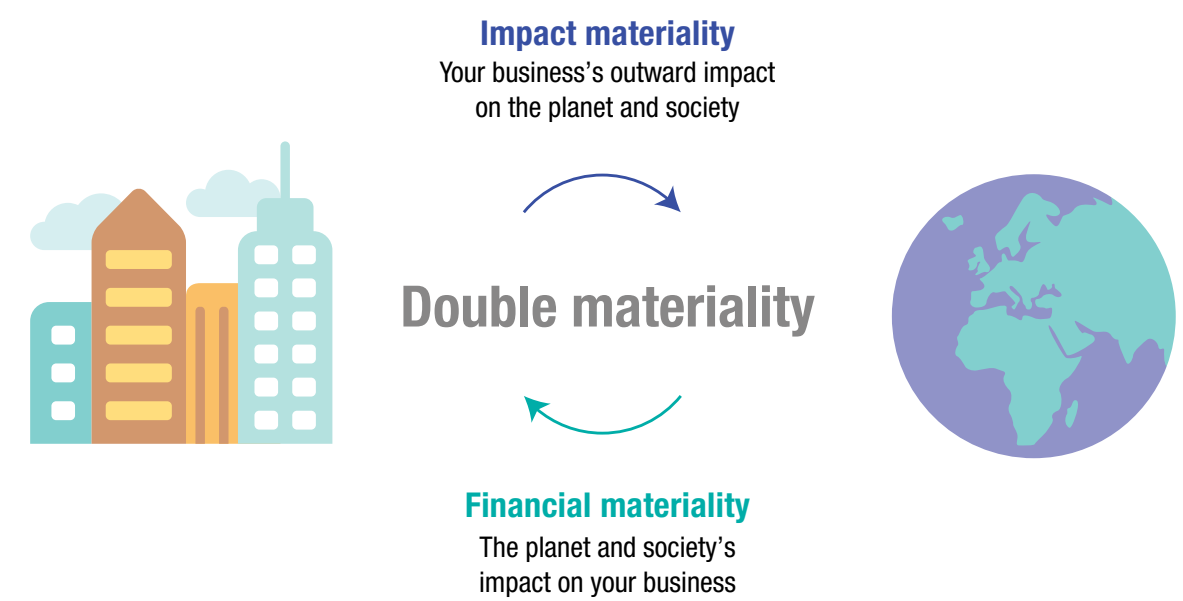 Impact materiality
Your business's outward impact
on the planet and society
Double materiality
Financial materiality
The planet and society's
impact on your business